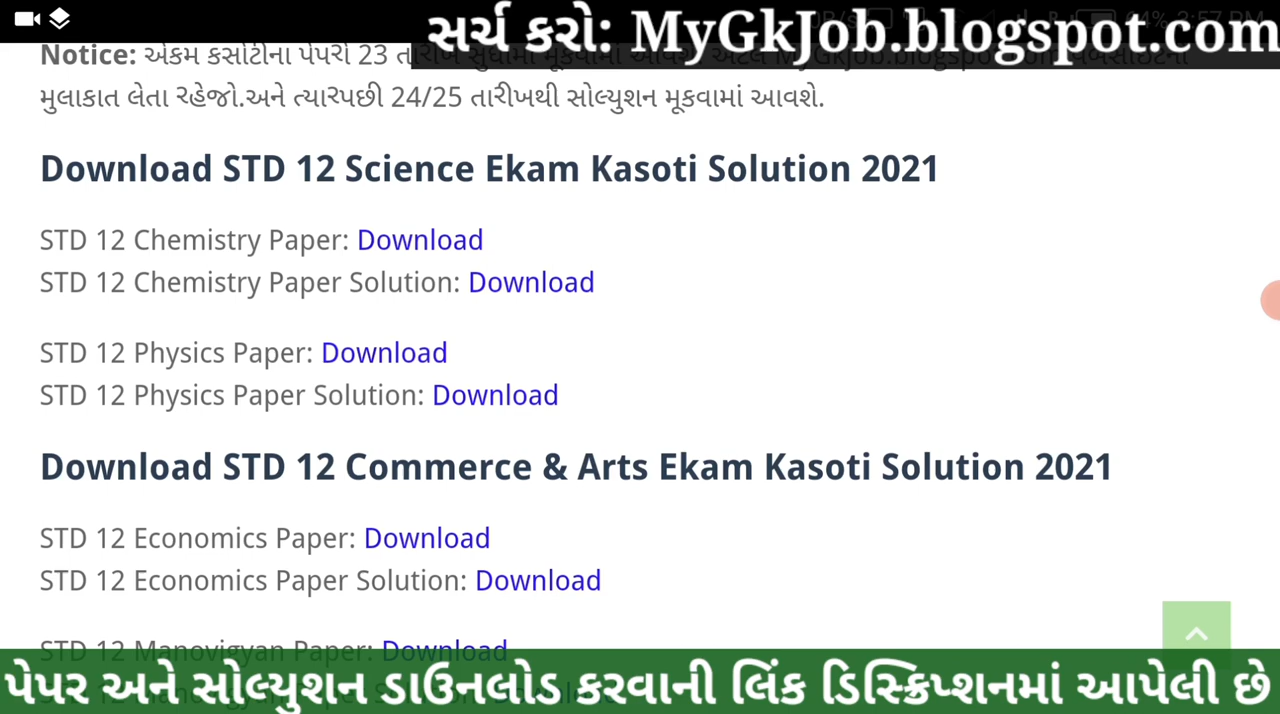 સર્ચ કરો: MyGkJob.blogspot.com
Notice: એકમ કસોટીના પેપરો 23
મુલાકાત લેતા રહેજો.અને ત્યારપછી 24/25 તારીખથી સોલ્યુશન મૂકવામાં આવશે.
Download STD 12 Science Ekam Kasoti Solution 2021
STD 12 Chemistry Paper: Download
STD 12 Chemistry Paper Solution: Download
STD 12 Physics Paper: Download
STD 12 Physics Paper Solution: Download
Download STD 12 Commerce & Arts Ekam Kasoti Solution 2021
STD 12 Economics Paper: Download
STD 12 Economics Paper Solution: Download
STD 12 Manovigyan Paper: Download
પેપર અને સોલ્યુશન ડાઉનલોડ કરવાની લિંક ડિસ્ક્રિપ્શનમાં આપેલી છે